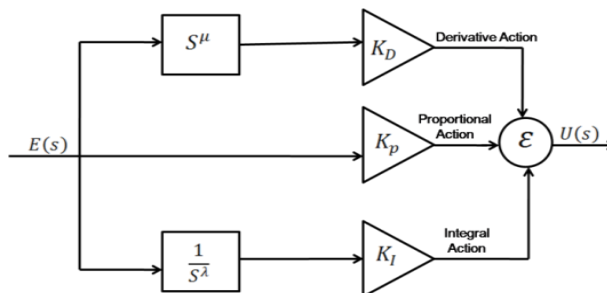 S^μ
K_D
Derivative Action
E(s)
K_p
Proportional
Action
ε
U(s)
1
S^λ
K_I
Integral
Action